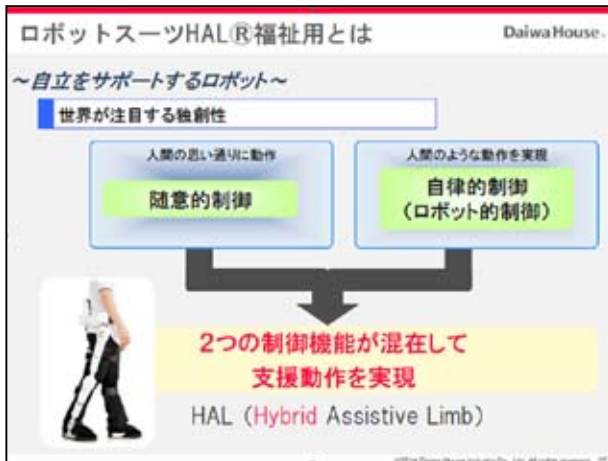 ロボットスーツHAL®福祉用とは
Daiwa House.
～自立をサポートするロボット～
世界が注目する独創性
人間の思い通りに動作
随意的制御
人間のような動作を実現
自律的制御
(ロボット的制御)
2つの制御機能が混在して
支援動作を実現
HAL (Hybrid Assistive Limb)